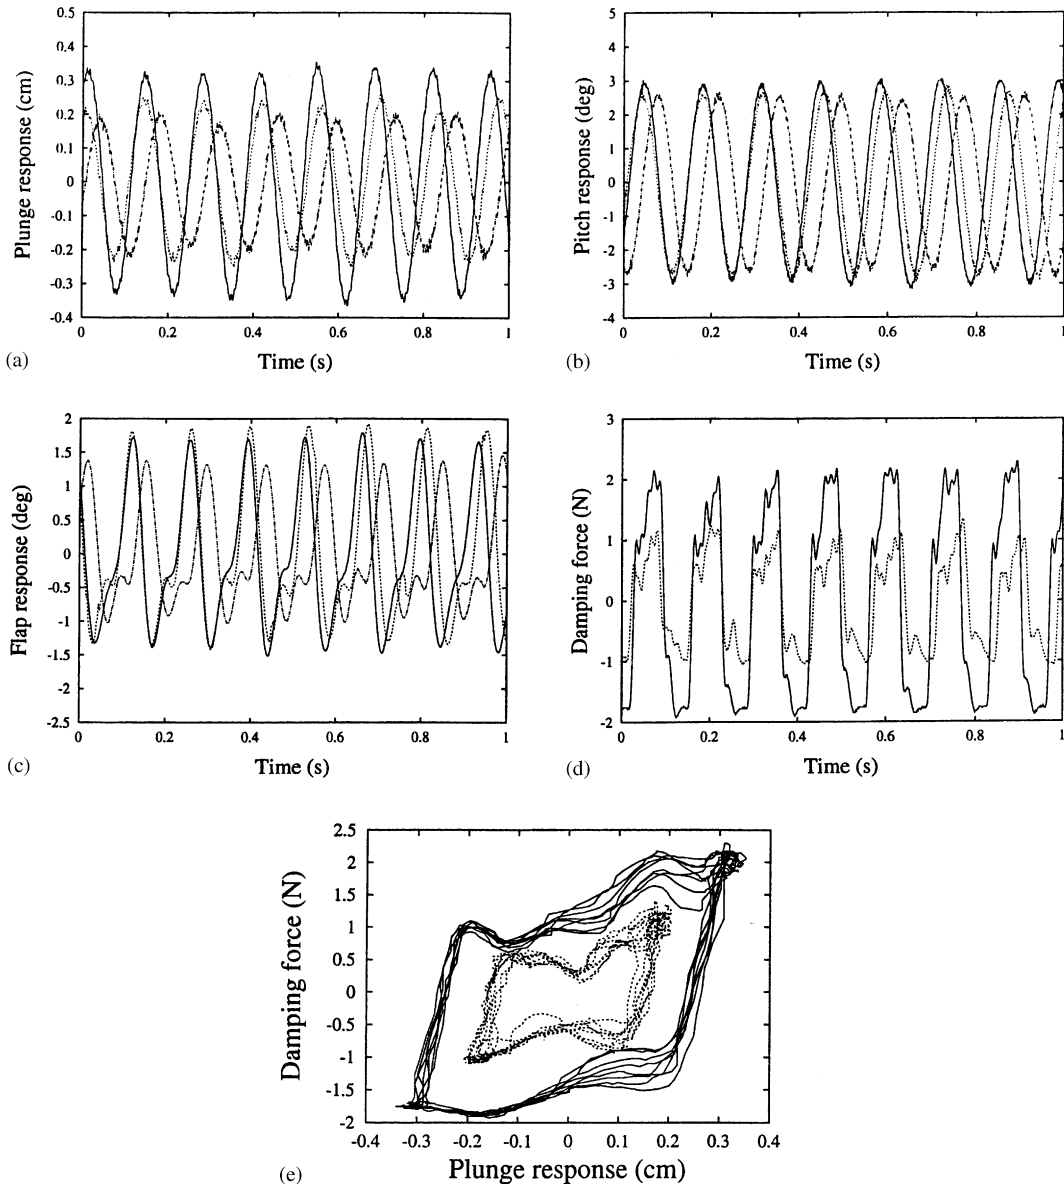 0.5
0.4
0.3
0.2
0.1
0
-0.1
-0.2
-0.3
-0.4
Plunge response (cm)
0 0.2 0.4 0.6 0.8 1
Time (s)
(a)
5
4
3
2
1
0
-1
-2
-3
-4
Pitch response (deg)
0 0.2 0.4 0.6 0.8 1
Time (s)
(b)
2
1.5
1
0.5
0
-0.5
-1
-1.5
-2
-2.5
Flap response (deg)
0 0.2 0.4 0.6 0.8 1
Time (s)
(c)
3
2
1
0
-1
-2
Damping force (N)
0 0.2 0.4 0.6 0.8 1
Time (s)
(d)
2.5
2
1.5
1
0.5
0
-0.5
-1
-1.5
-2
Damping force (N)
-0.4 -0.3 -0.2 -0.1 0 0.1 0.2 0.3 0.4
Plunge response (cm)
(e)